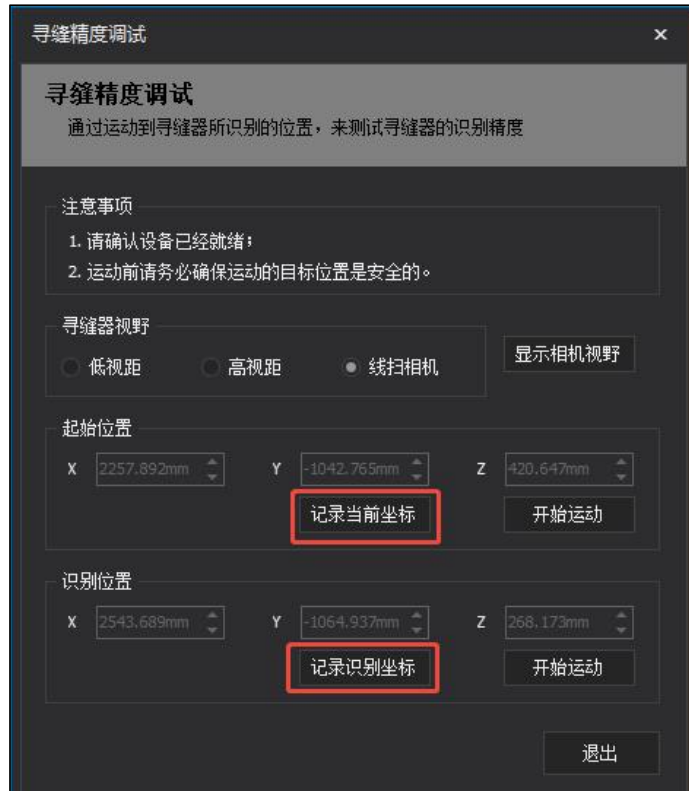 寻缝精度调试 ×
寻缝精度调试
通过运动到寻缝器所识别的位置，来测试寻缝器的识别精度
注意事项
1. 请确认设备已经就绪；
2. 运动前请务必确保运动的目标位置是安全的。
寻缝器视野
低视距 高视距 线扫相机 显示相机视野
起始位置
X 2257.892mm Y -1042.765mm Z 420.647mm
记录当前坐标 开始运动
识别位置
X 2543.689mm Y -1064.937mm Z 268.173mm
记录识别坐标 开始运动
退出